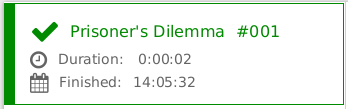 Prisoner's Dilemma #001
Duration: 0:00:02
Finished: 14:05:32